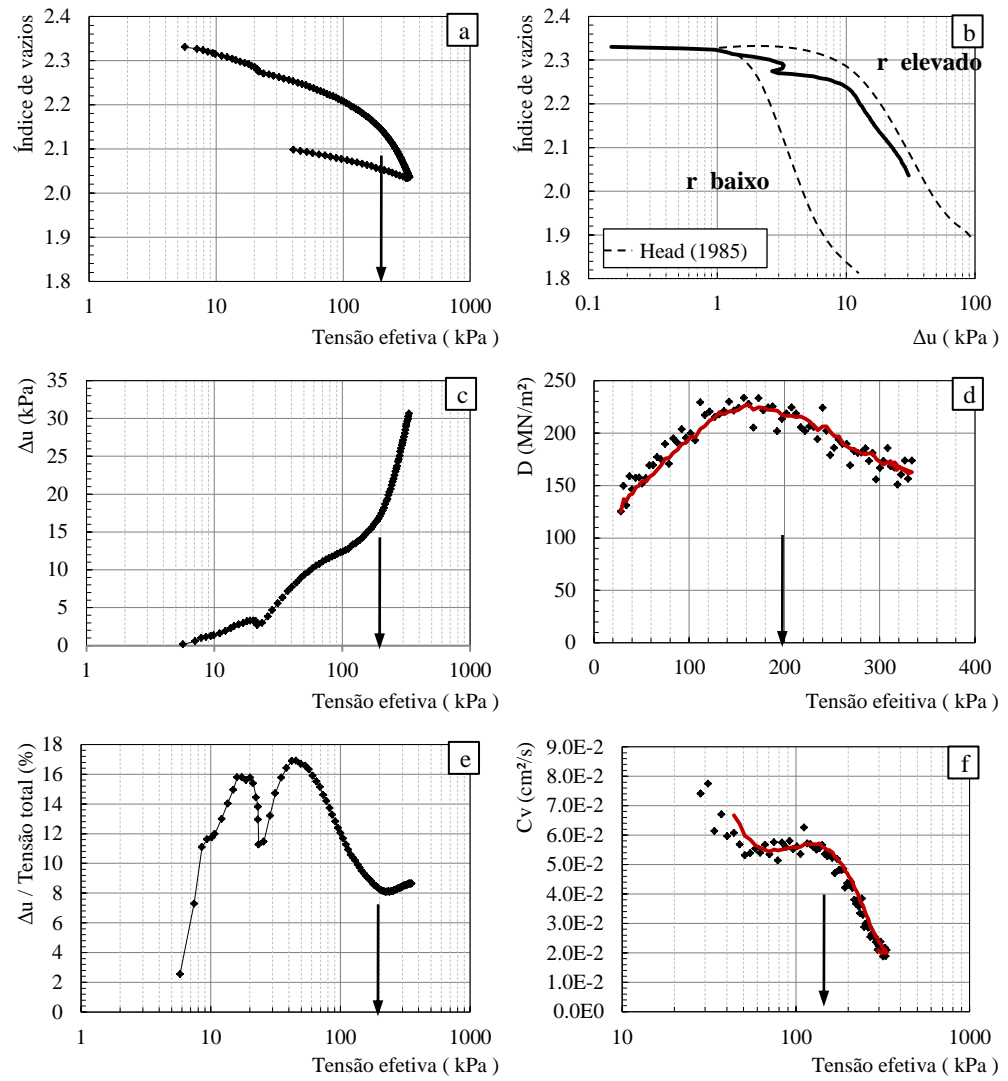 a
Índice de vazios
2.4
2.3
2.2
2.1
2.0
1.9
1.8
1
10
100
1000
Tensão efetiva ( kPa )
b
Índice de vazios
2.4
2.3
2.2
2.1
2.0
1.9
1.8
r elevado
r baixo
Head (1985)
0.1
1
10
100
Δu ( kPa )
c
Δu (kPa)
35
30
25
20
15
10
5
0
1
10
100
1000
Tensão efetiva ( kPa )
d
D (MN/m²)
250
200
150
100
50
0
0
100
200
300
400
Tensão efeitiva ( kPa )
e
Δu / Tensão total (%)
18
16
14
12
10
8
6
4
2
0
1
10
100
1000
Tensão efetiva ( kPa )
f
Cv (cm²/s)
9.0E-2
8.0E-2
7.0E-2
6.0E-2
5.0E-2
4.0E-2
3.0E-2
2.0E-2
1.0E-2
0.0E0
10
100
1000
Tensão efetiva ( kPa )